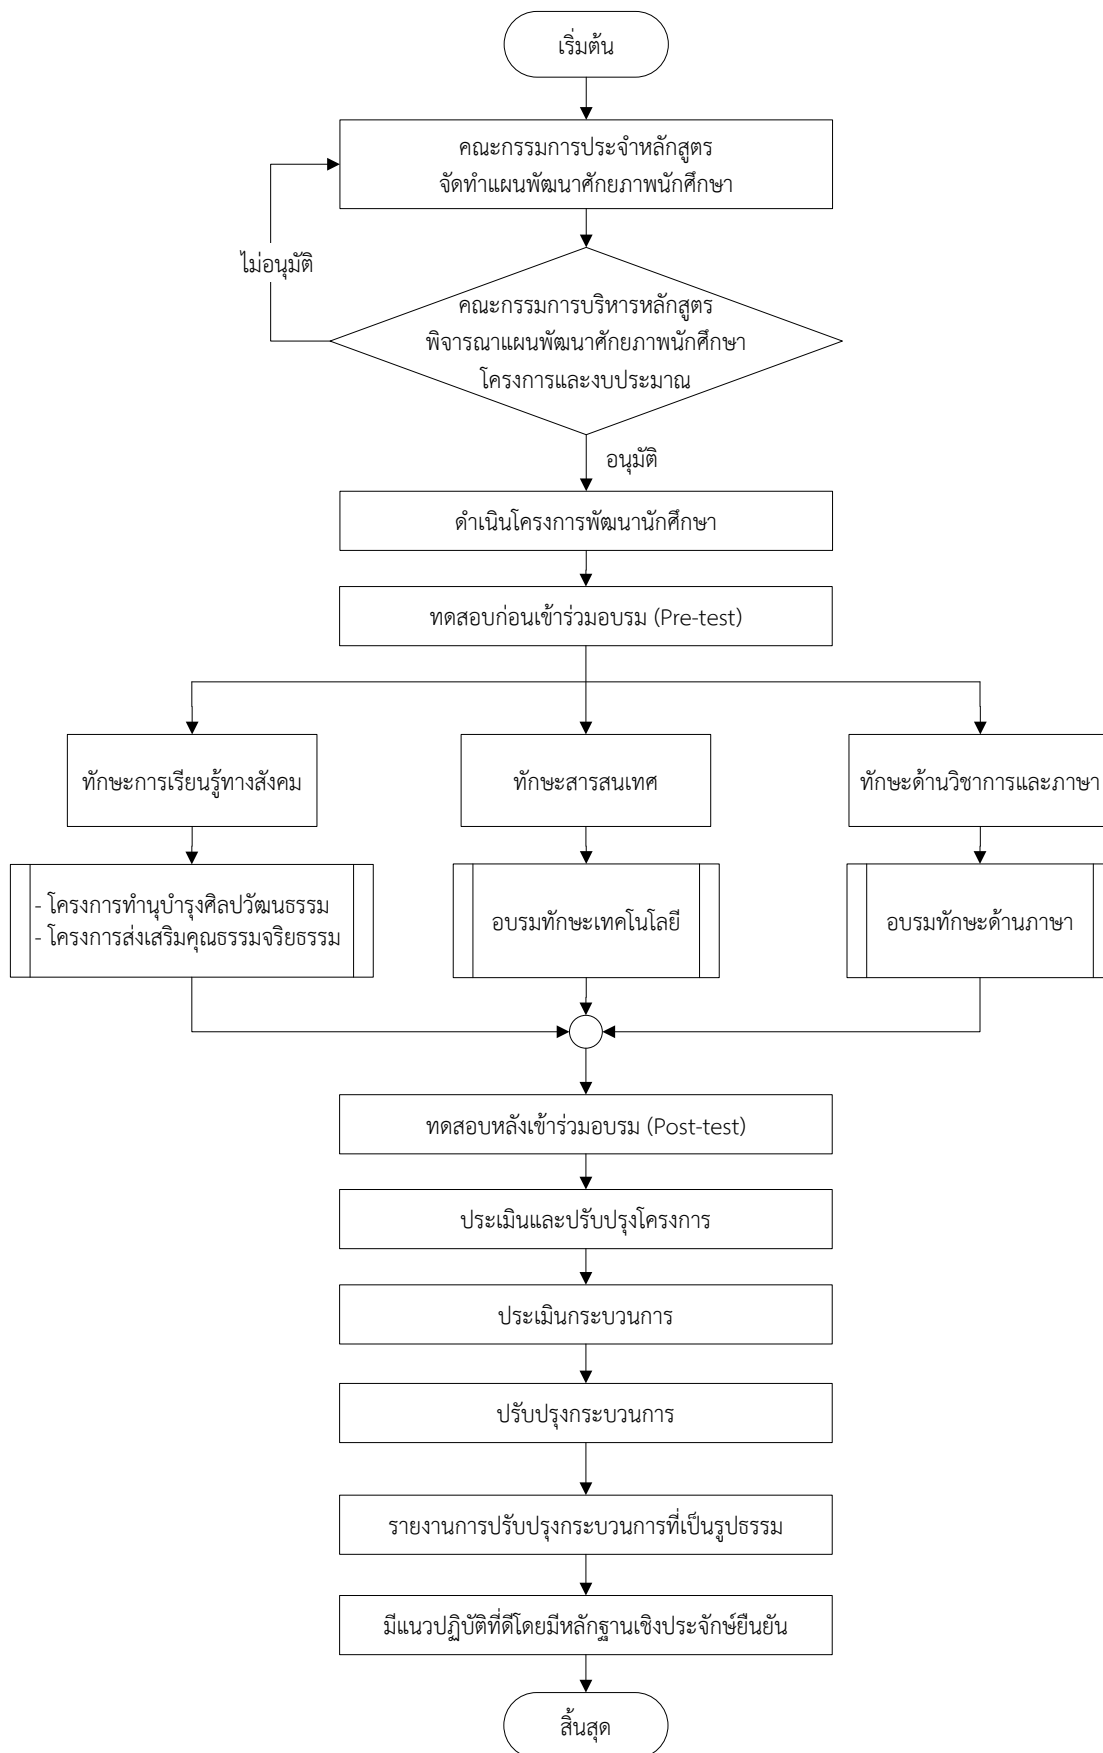 เริ่มต้น
คณะกรรมการประจำหลักสูตร
จัดทำแผนพัฒนาศักยภาพนักศึกษา
ไม่อนุมัติ
คณะกรรมการบริหารหลักสูตร
พิจารณาแผนพัฒนาศักยภาพนักศึกษา
โครงการและงบประมาณ
อนุมัติ
ดำเนินโครงการพัฒนานักศึกษา
ทดสอบก่อนเข้าร่วมอบรม (Pre-test)
ทักษะการเรียนรู้ทางสังคม
ทักษะสารสนเทศ
ทักษะด้านวิชาการและภาษา
- โครงการทำนุบำรุงศิลปวัฒนธรรม
- โครงการส่งเสริมคุณธรรมจริยธรรม
อบรมทักษะเทคโนโลยี
อบรมทักษะด้านภาษา
ทดสอบหลังเข้าร่วมอบรม (Post-test)
ประเมินและปรับปรุงโครงการ
ประเมินกระบวนการ
ปรับปรุงกระบวนการ
รายงานการปรับปรุงกระบวนการที่เป็นรูปธรรม
มีแนวปฏิบัติที่ดีโดยมีหลักฐานเชิงประจักษ์ยืนยัน
สิ้นสุด